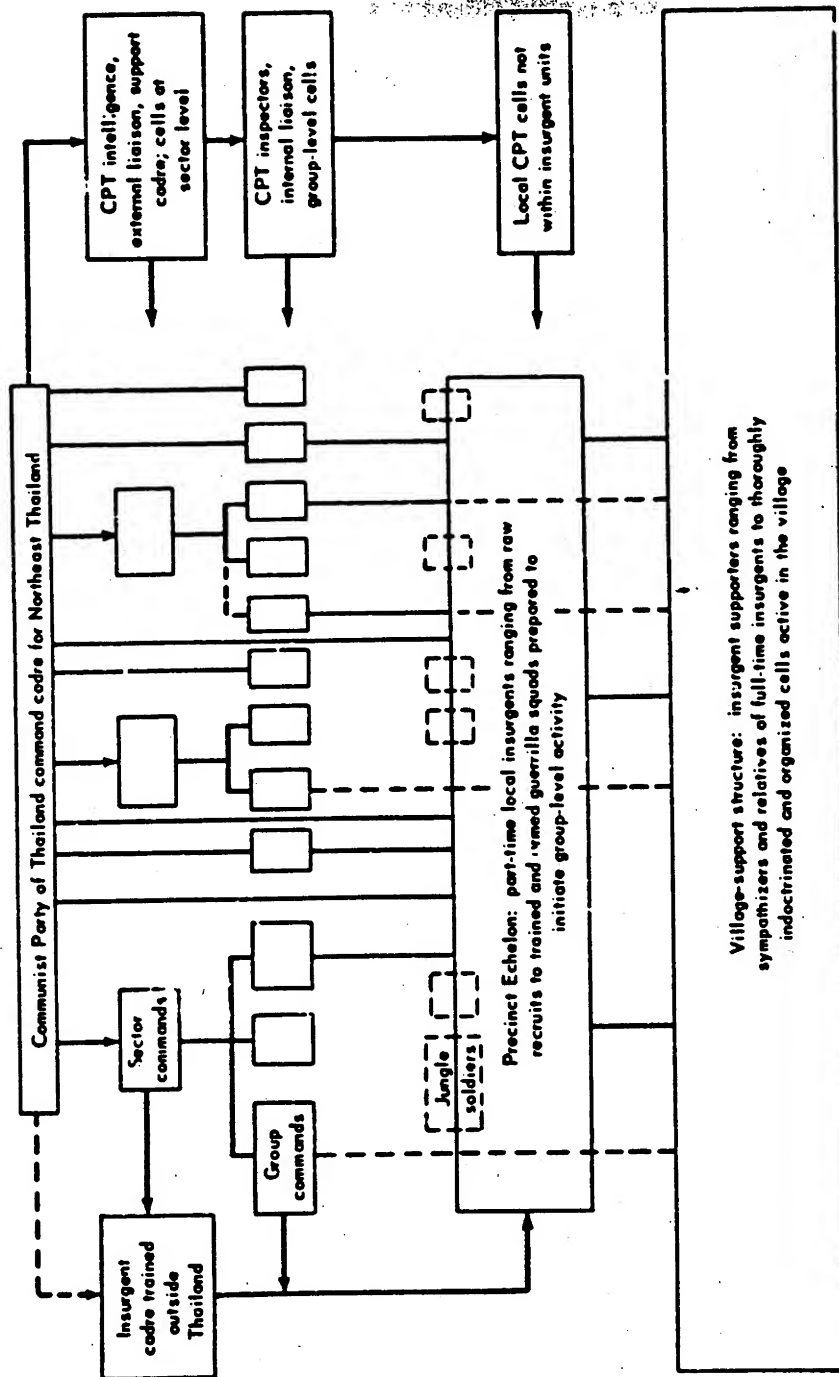 Communist Party of Thailand command cadre for Northeast Thailand
Insurgent
cadre trained
outside
Thailand
Sector
commands
Group
commands
Jungle
soldiers
CPT intelligence,
external liaison, support
cadre; cells at
sector level
CPT inspectors,
internal liaison,
group-level cells
Local CPT cells not
within insurgent units
Precinct Echelon: part-time local insurgents ranging from raw
recruits to trained and armed guerrilla squads prepared to
initiate group-level activity
Village-support structure: insurgent supporters ranging from
sympathizers and relatives of full-time insurgents to thoroughly
indoctrinated and organized cells active in the village